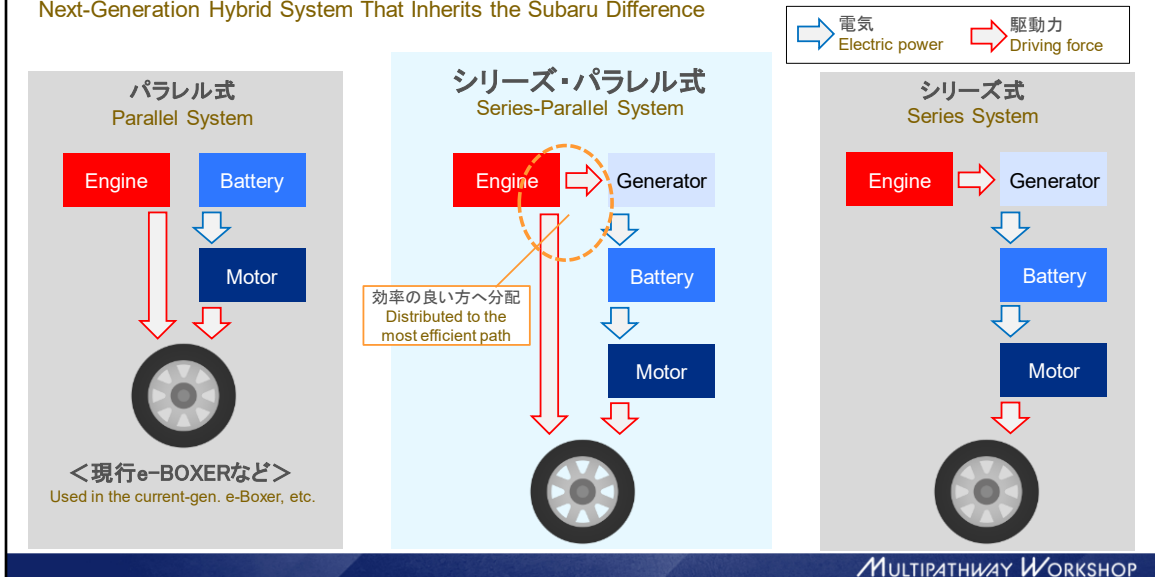 Next-Generation Hybrid System That Inherits the Subaru Difference
電気
Electric power
駆動力
Driving force
パラレル式
Parallel System
Engine
Battery
Motor
＜現行e-BOXERなど＞
Used in the current-gen. e-Boxer, etc.
シリーズ・パラレル式
Series-Parallel System
Engine
Generator
Battery
効率の良い方へ分配
Distributed to the
most efficient path
Motor
シリーズ式
Series System
Engine
Generator
Battery
Motor
MULTIPATHWAY WORKSHOP